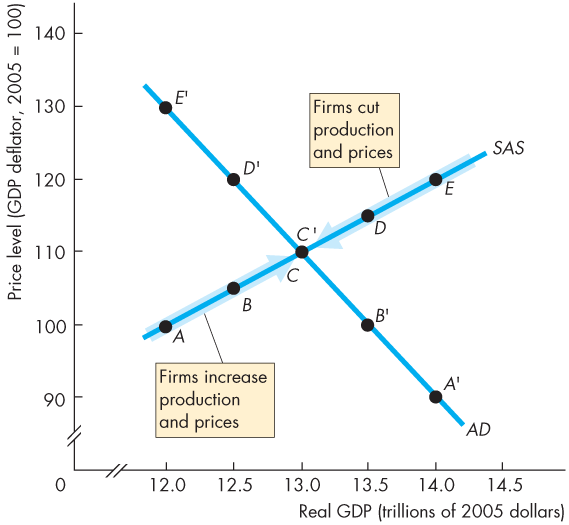 Price level (GDP deflator, 2005 = 100)
140
130
120
110
100
90
0
E'
D'
C'
C
B'
A'
A
B
D
E
SAS
AD
Firms cut
production
and prices
Firms increase
production
and prices
12.0 12.5 13.0 13.5 14.0 14.5
Real GDP (trillions of 2005 dollars)